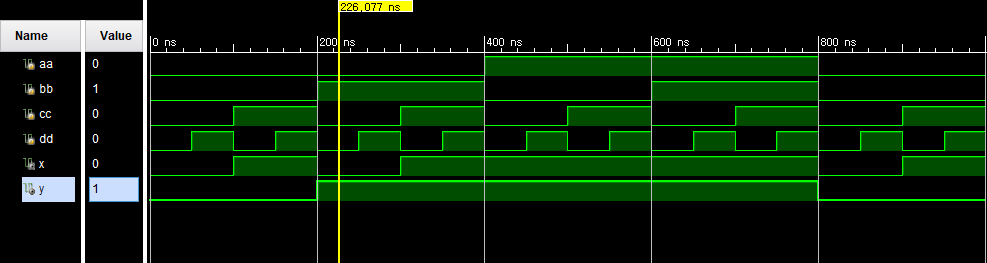 226,077 ns
Name Value
0 ns 200 ns 400 ns 600 ns 800 ns
aa 0
bb 1
cc 0
dd 0
x 0
y 1